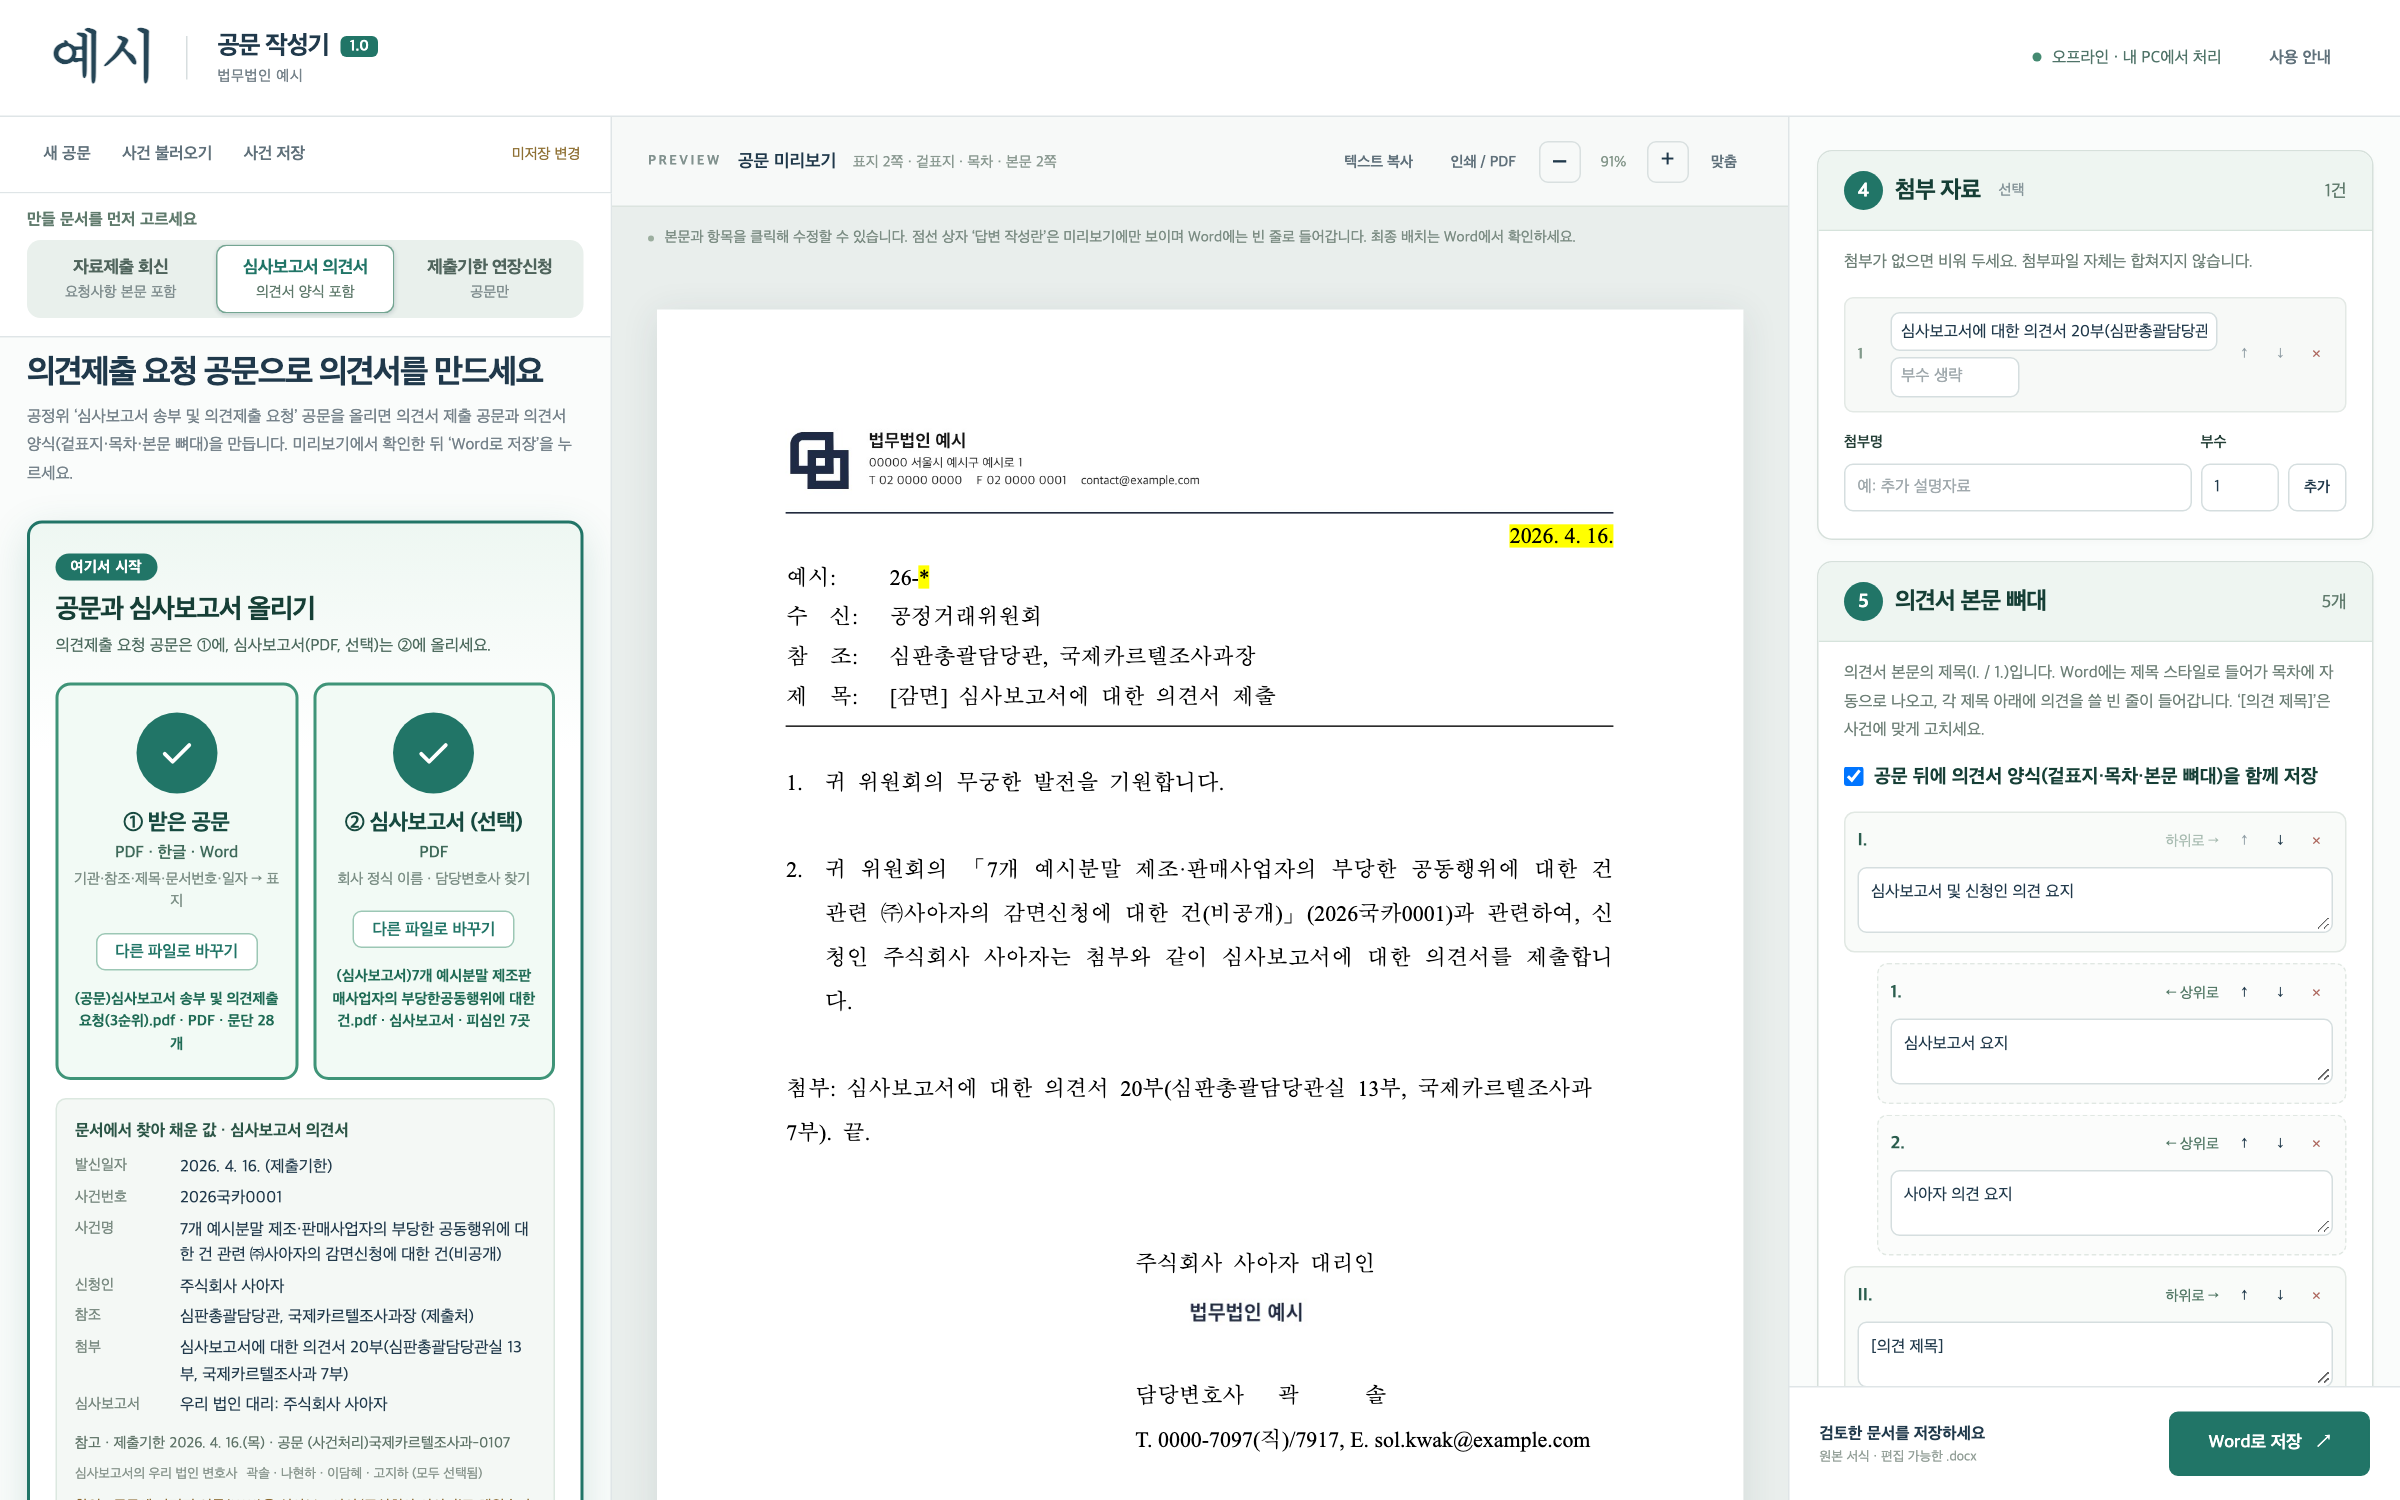 예시
공문 작성기 1.0
법무법인 예시
오프라인 · 내 PC에서 처리
사용 안내
새 공문
사건 불러오기
사건 저장
미저장 변경
만들 문서를 먼저 고르세요
자료제출 회신
요청사항 본문 포함
심사보고서 의견서
의견서 양식 포함
제출기한 연장신청
공문만
의견제출 요청 공문으로 의견서를 만드세요
공정위 ‘심사보고서 송부 및 의견제출 요청’ 공문을 올리면 의견서 제출 공문과 의견서
양식(겉표지·목차·본문 뼈대)을 만듭니다. 미리보기에서 확인한 뒤 ‘Word로 저장’을 누
르세요.
여기서 시작
공문과 심사보고서 올리기
의견제출 요청 공문은 ①에, 심사보고서(PDF, 선택)는 ②에 올리세요.
① 받은 공문
PDF · 한글 · Word
기관·참조·제목·문서번호·일자 → 표
지
다른 파일로 바꾸기
(공문)심사보고서 송부 및 의견제출
요청(3순위).pdf · PDF · 문단 28
개
② 심사보고서 (선택)
PDF
회사 정식 이름 · 담당변호사 찾기
다른 파일로 바꾸기
(심사보고서)7개 예시분말 제조판
매사업자의 부당한공동행위에 대한
건.pdf · 심사보고서 · 피심인 7곳
문서에서 찾아 채운 값 · 심사보고서 의견서
발신일자 2026. 4. 16. (제출기한)
사건번호 2026국카0001
사건명 7개 예시분말 제조·판매사업자의 부당한 공동행위에 대
한 건 관련 ㈜사아자의 감면신청에 대한 건(비공개)
신청인 주식회사 사아자
참조 심판총괄담당관, 국제카르텔조사과장 (제출처)
첨부 심사보고서에 대한 의견서 20부(심판총괄담당관실 13
부, 국제카르텔조사과 7부)
심사보고서 우리 법인 대리: 주식회사 사아자
참고 · 제출기한 2026. 4. 16.(목) · 공문 (사건처리)국제카르텔조사과-0107
심사보고서의 우리 법인 변호사 곽솔 · 나현하 · 이담혜 · 고지하 (모두 선택됨)
PREVIEW 공문 미리보기 표지 2쪽 · 겉표지 · 목차 · 본문 2쪽
텍스트 복사
인쇄 / PDF
− 91% +
맞춤
본문과 항목을 클릭해 수정할 수 있습니다. 점선 상자 ‘답변 작성란’은 미리보기에만 보이며 Word에는 빈 줄로 들어갑니다. 최종 배치는 Word에서 확인하세요.
법무법인 예시
00000 서울시 예시구 예시로 1
T 02 0000 0000 F 02 0000 0001 contact@example.com
2026. 4. 16.
예시: 26-*
수 신: 공정거래위원회
참 조: 심판총괄담당관, 국제카르텔조사과장
제 목: [감면] 심사보고서에 대한 의견서 제출
1. 귀 위원회의 무궁한 발전을 기원합니다.
2. 귀 위원회의 「7개 예시분말 제조·판매사업자의 부당한 공동행위에 대한 건
관련 ㈜사아자의 감면신청에 대한 건(비공개)」(2026국카0001)과 관련하여, 신
청인 주식회사 사아자는 첨부와 같이 심사보고서에 대한 의견서를 제출합니
다.
첨부: 심사보고서에 대한 의견서 20부(심판총괄담당관실 13부, 국제카르텔조사과
7부). 끝.
주식회사 사아자 대리인
법무법인 예시
담당변호사 곽 솔
T. 0000-7097(직)/7917, E. sol.kwak@example.com
4 첨부 자료 선택 1건
첨부가 없으면 비워 두세요. 첨부파일 자체는 합쳐지지 않습니다.
1 심사보고서에 대한 의견서 20부(심판총괄담당관 ↑ ↓ ×
부수 생략
첨부명 부수
예: 추가 설명자료 1 추가
5 의견서 본문 뼈대 5개
의견서 본문의 제목(I. / 1.)입니다. Word에는 제목 스타일로 들어가 목차에 자
동으로 나오고, 각 제목 아래에 의견을 쓸 빈 줄이 들어갑니다. ‘[의견 제목]’은
사건에 맞게 고치세요.
공문 뒤에 의견서 양식(겉표지·목차·본문 뼈대)을 함께 저장
I. 하위로 → ↑ ↓ ×
심사보고서 및 신청인 의견 요지
1. ← 상위로 ↑ ↓ ×
심사보고서 요지
2. ← 상위로 ↑ ↓ ×
사아자 의견 요지
II. 하위로 → ↑ ↓ ×
[의견 제목]
검토한 문서를 저장하세요
원본 서식 · 편집 가능한 .docx
Word로 저장 ↗